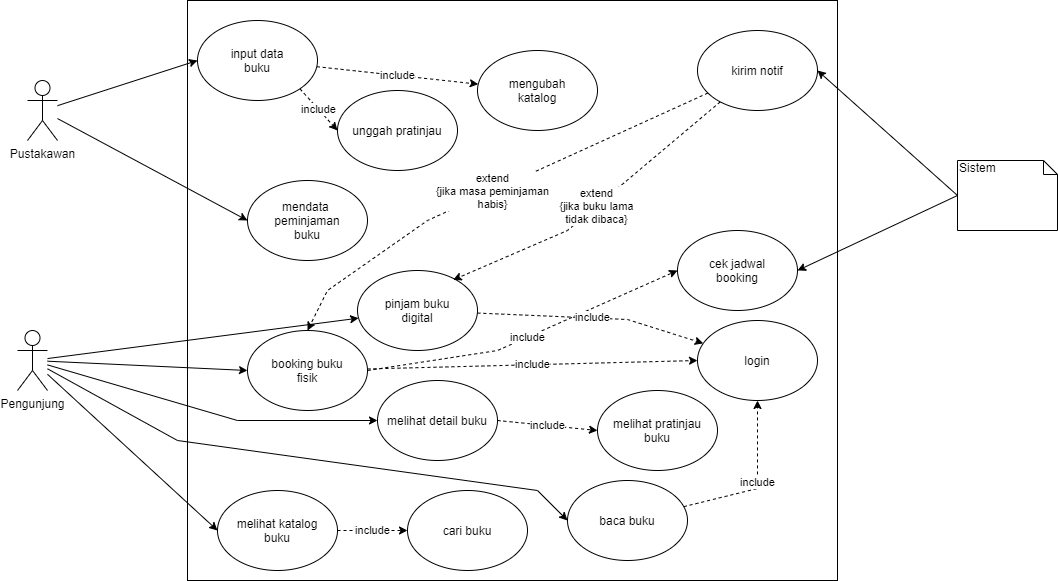 input data
buku
include
mengubah
katalog
kirim notif
include
unggah pratinjau
Pustakawan
Sistem
extend
{jika masa peminjaman
habis}
extend
{jika buku lama
tidak dibaca}
mendata
peminjaman
buku
cek jadwal
booking
pinjam buku
digital
include
include
booking buku
fisik
include
login
Pengunjung
melihat detail buku
include
melihat pratinjau
buku
include
melihat katalog
buku
include
cari buku
baca buku